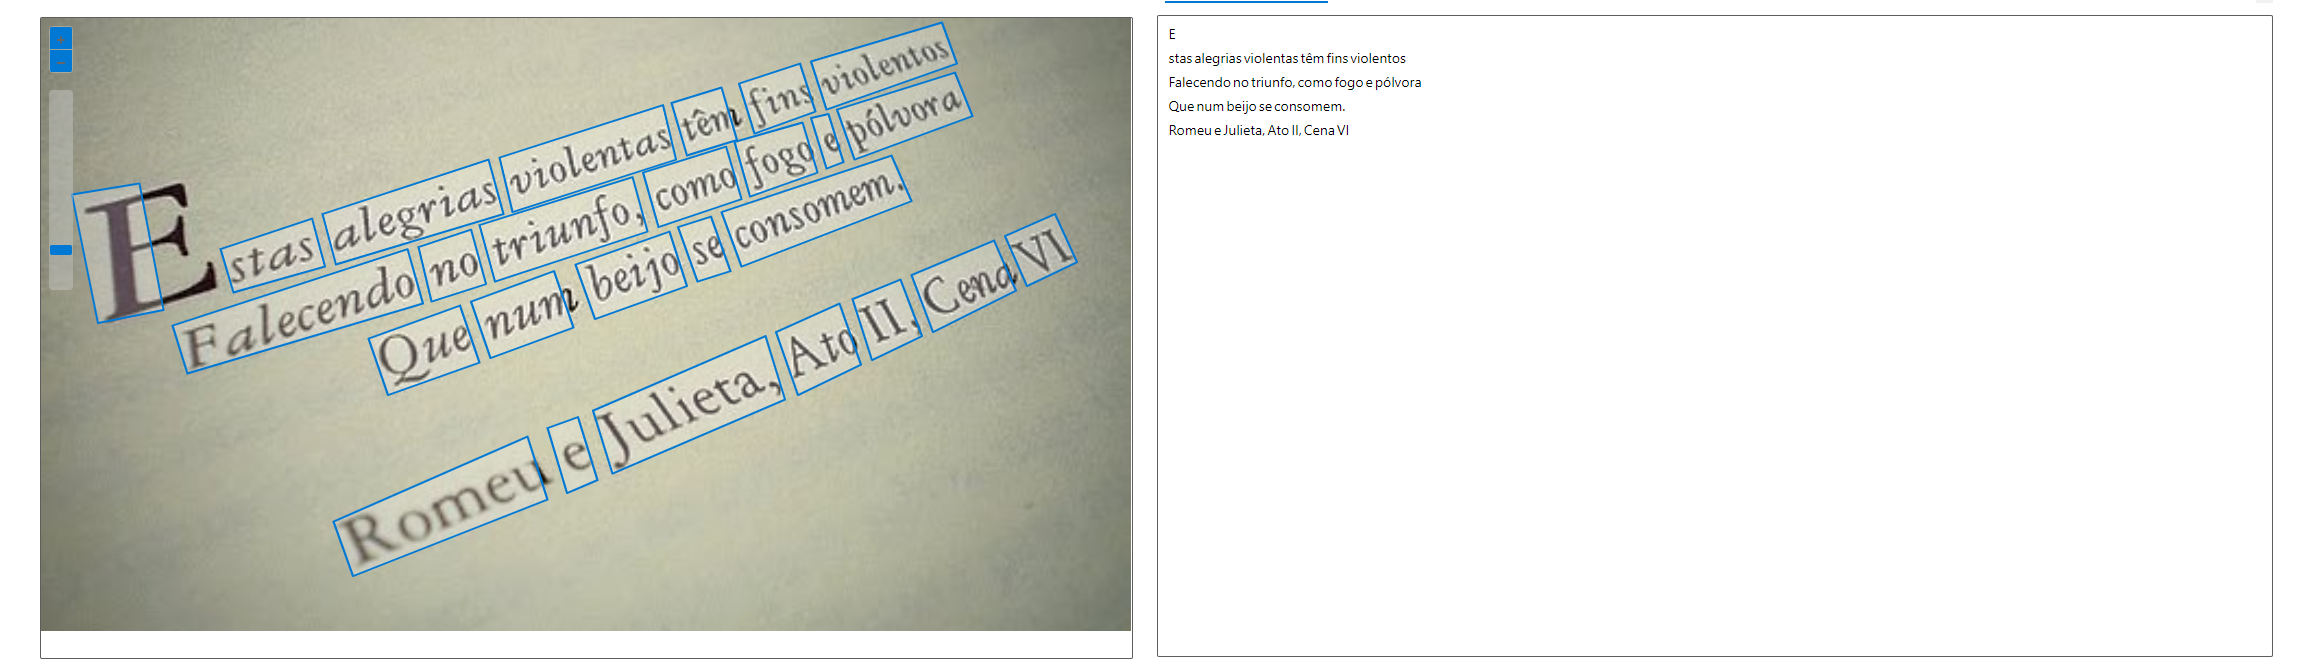 Estas alegrias violentas têm fins violentos
Falecendo no triunfo, como fogo e pólvora
Que num beijo se consomem.
Romeu e Julieta, Ato II, Cena VI
E
stas alegrias violentas têm fins violentos
Falecendo no triunfo, como fogo e pólvora
Que num beijo se consomem.
Romeu e Julieta, Ato II, Cena VI